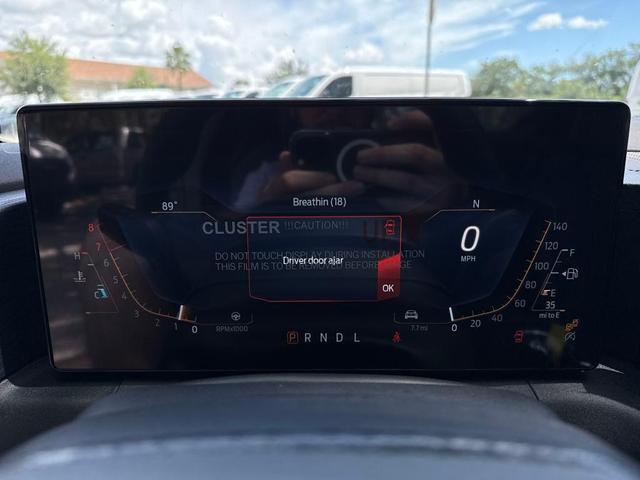 Breathin (18)
89°
N
CLUSTER !!!CAUTION!!!
DO NOT TOUCH DISPLAY DURING INSTALLATION
THIS FILM IS TO BE REMOVED BEFORE
Driver door ajar
OK
8
7
6
5
4
3
2
1
0
H
C
RPMx1000
0
MPH
140
120
100
80
60
40
20
0
F
E
35
mi to E
7.7 mi
P R N D L